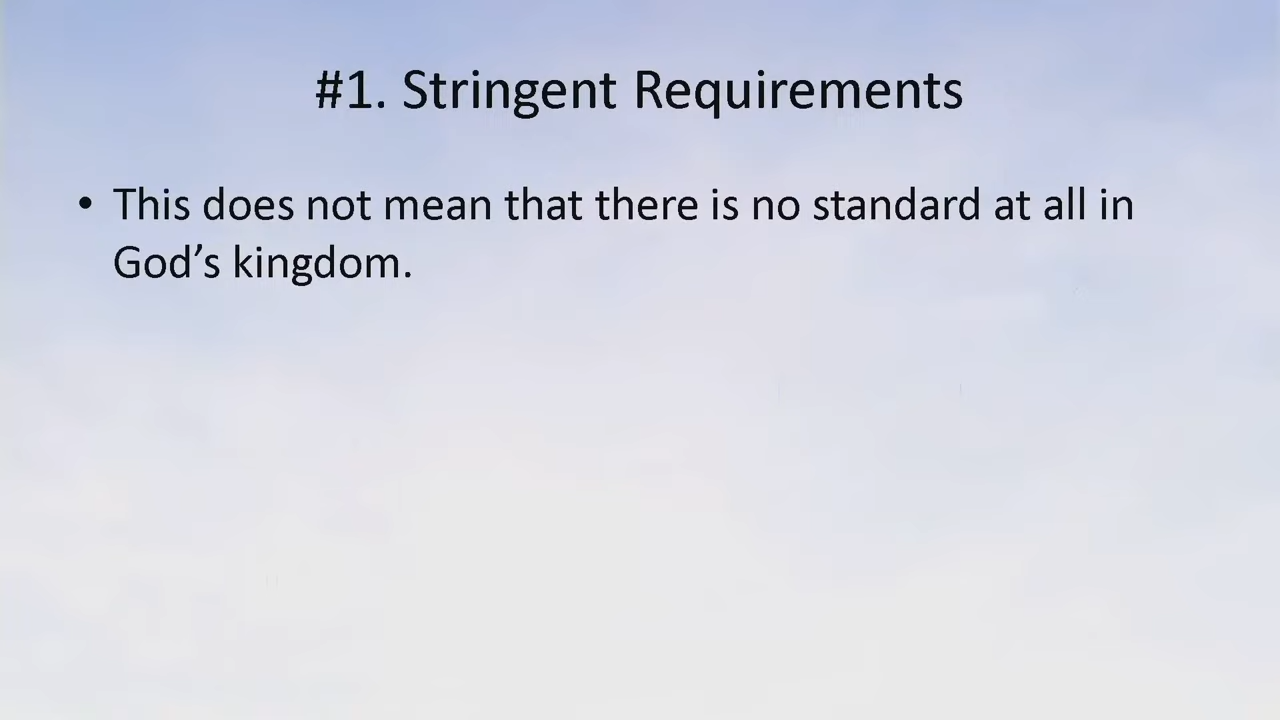 #1. Stringent Requirements
• This does not mean that there is no standard at all in
God’s kingdom.